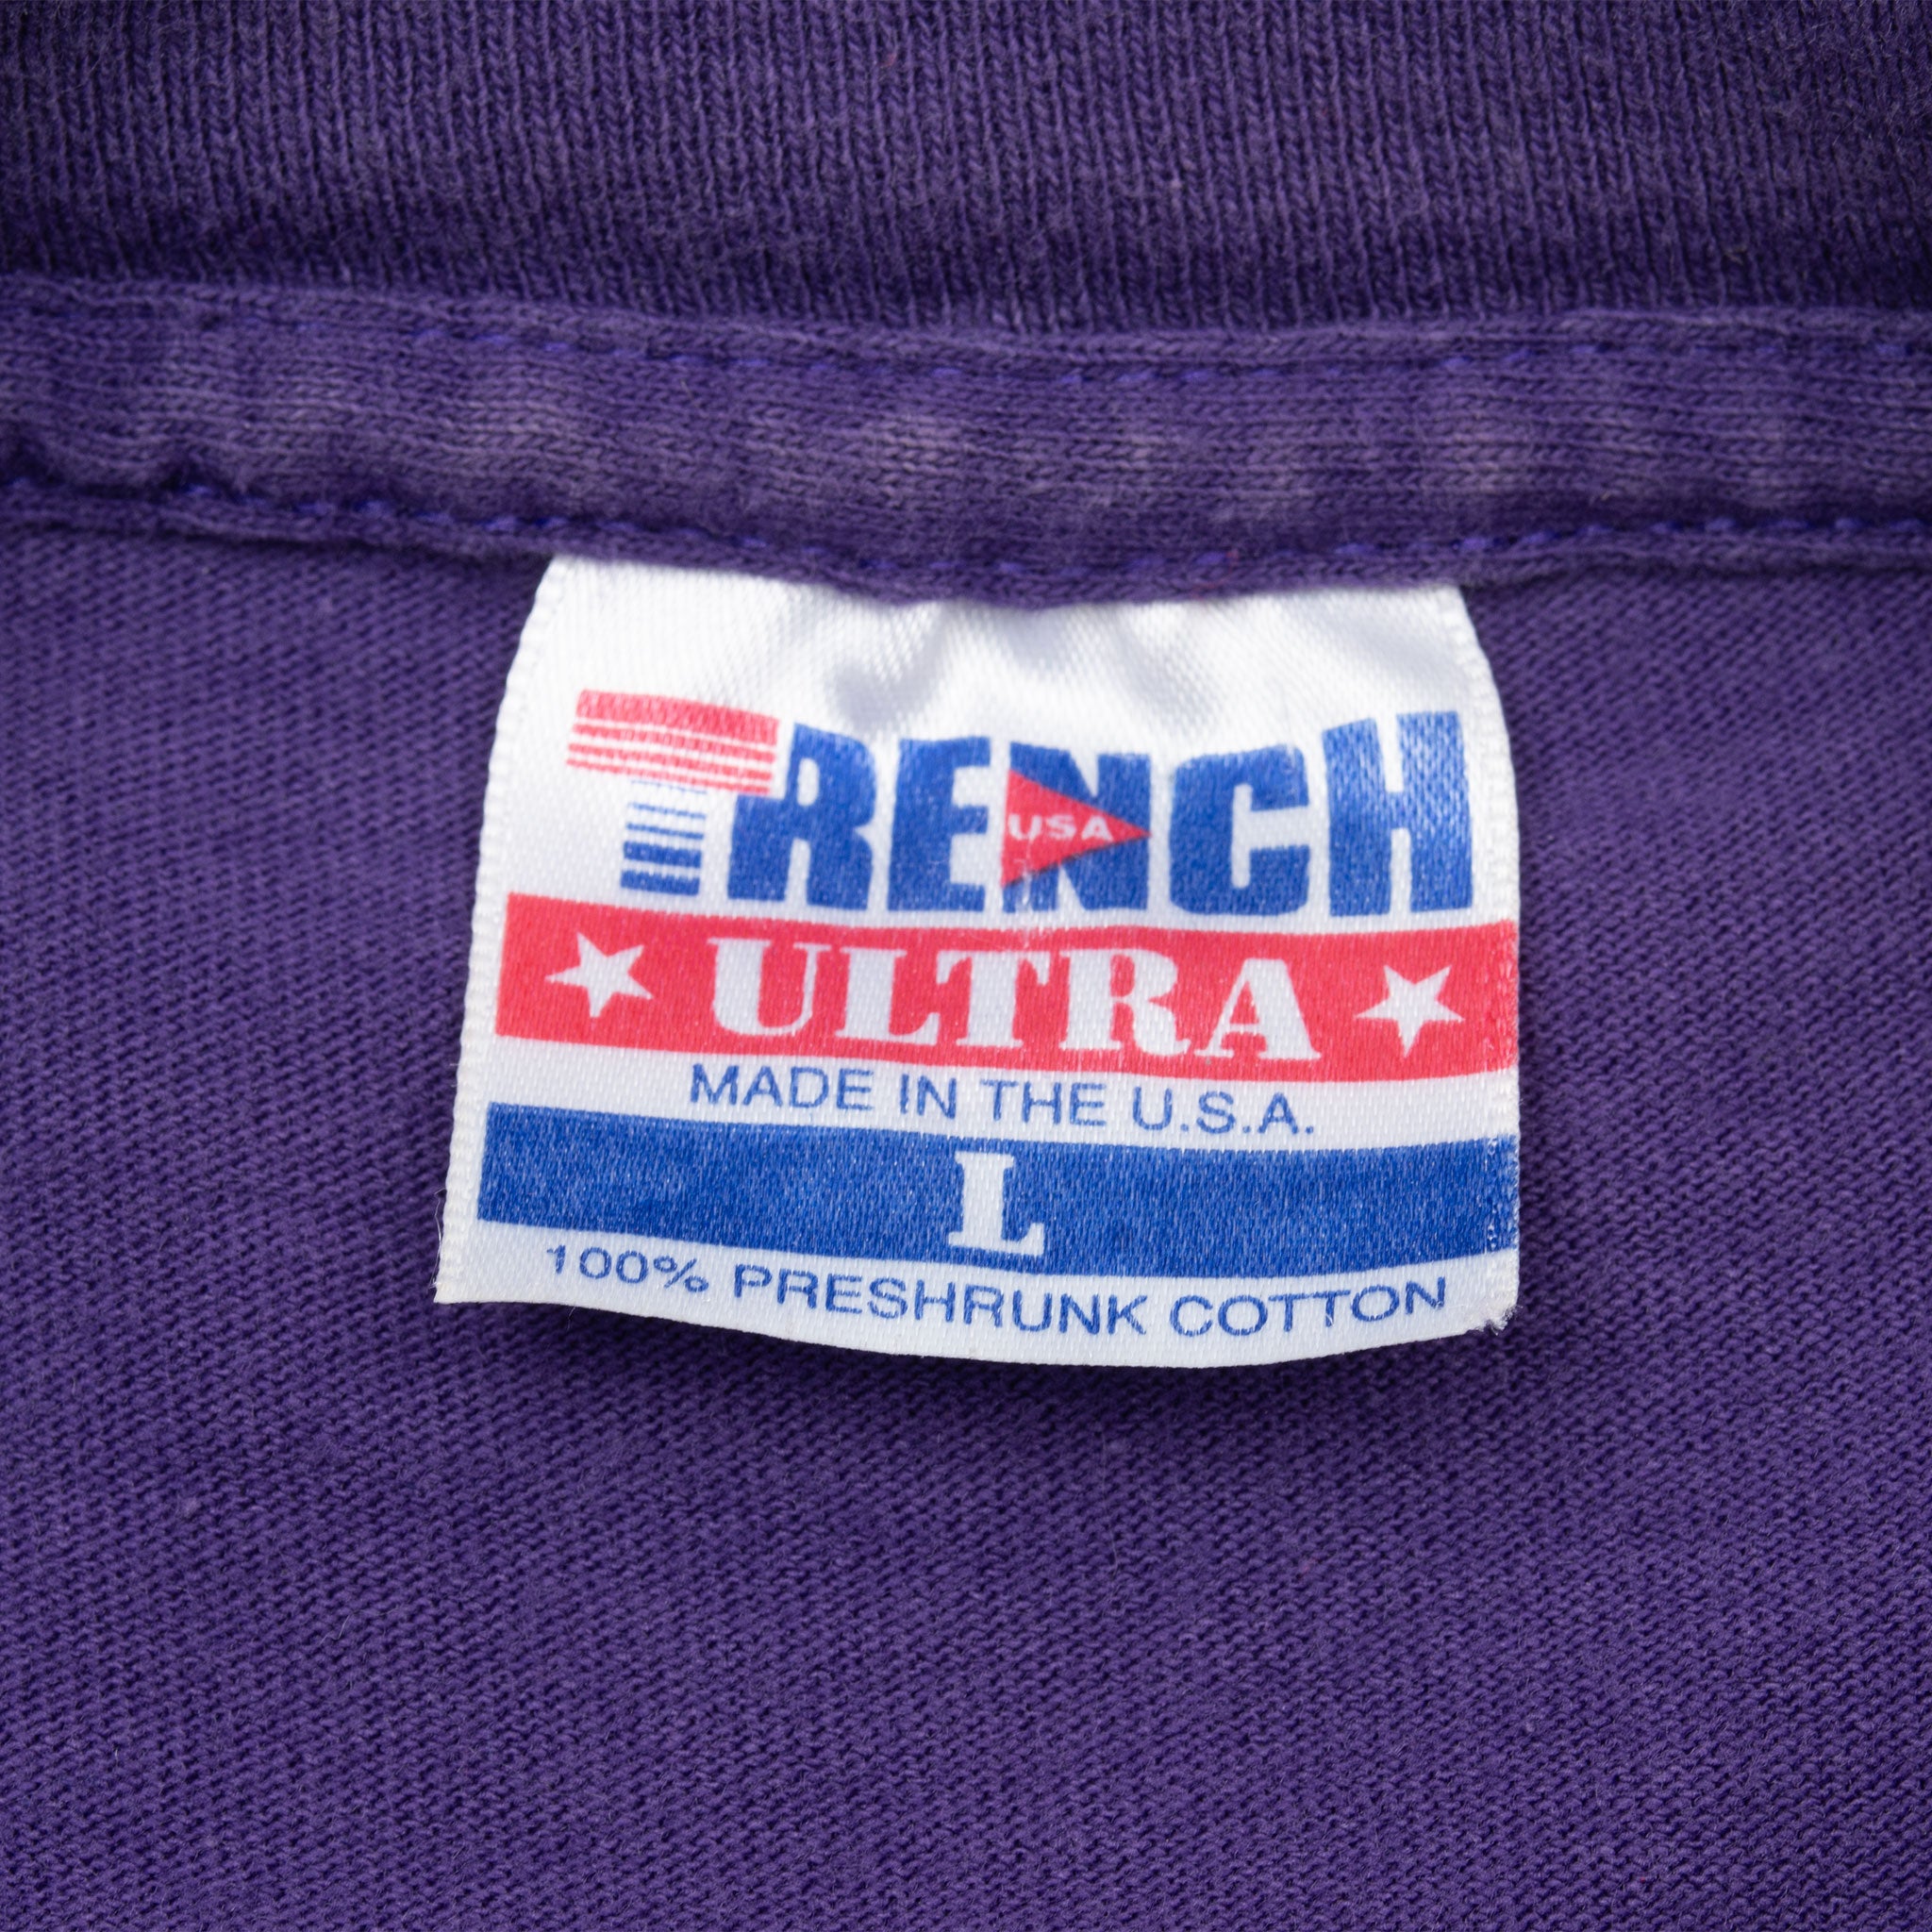 TRENCH
USA
ULTRA
MADE IN THE U.S.A.
L
100% PRESHRUNK COTTON